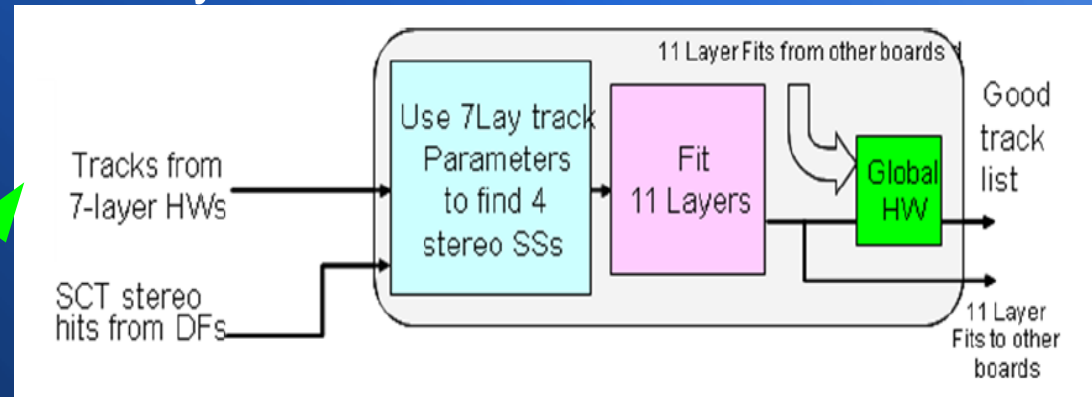 11 Layer Fits from other boards
Tracks from
7-layer HWs
SCT stereo
hits from DFs
Use 7Lay track
Parameters
to find 4
stereo SSs
Fit
11 Layers
Global
HW
Good
track
list
11 Layer
Fits to other
boards